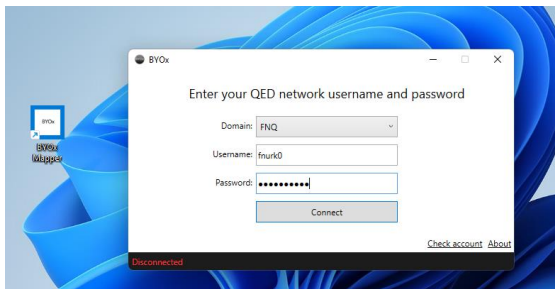 BYOx
Enter your QED network username and password
Domain: FNQ
Username: fnurk0
Password: ••••••••••
Connect
Check account About
Disconnected
BYOx
BYOx
Mapper